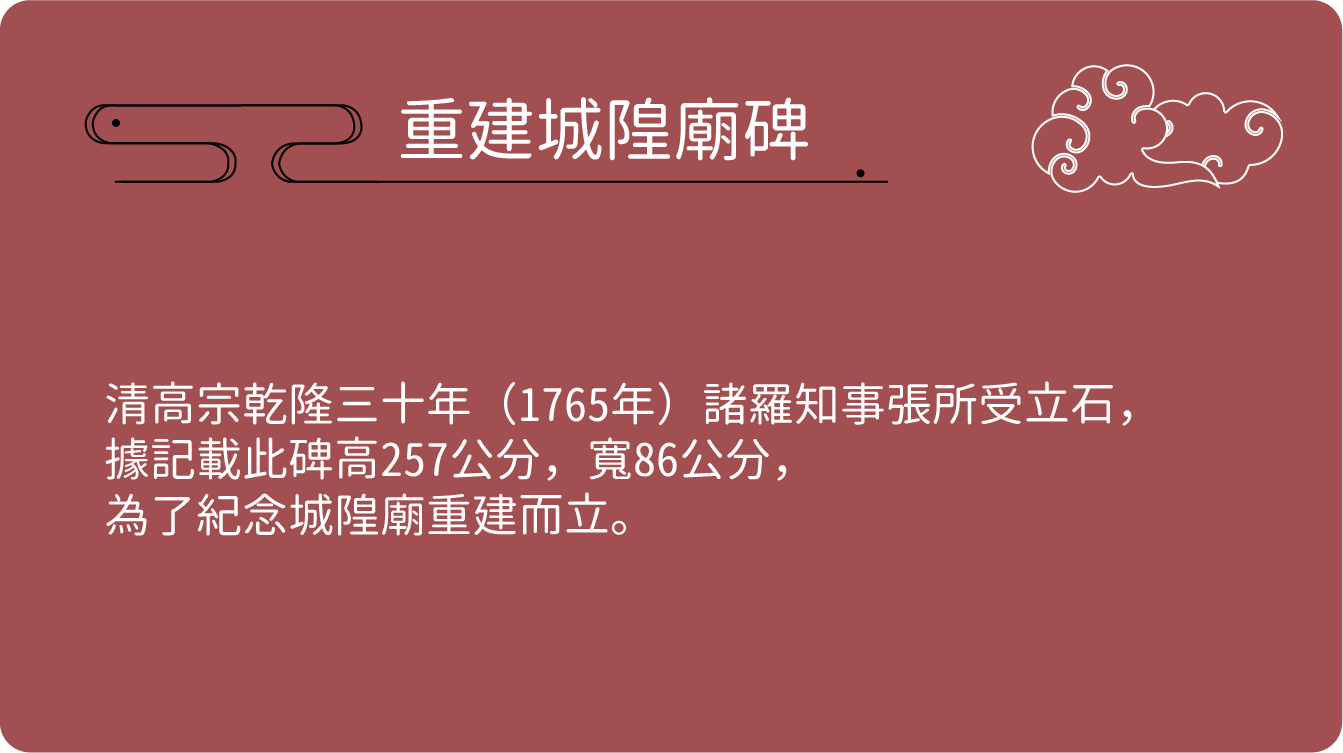 重建城隍廟碑
清高宗乾隆三十年（1765年）諸羅知事張所受立石，
據記載此碑高257公分，寬86公分，
為了紀念城隍廟重建而立。